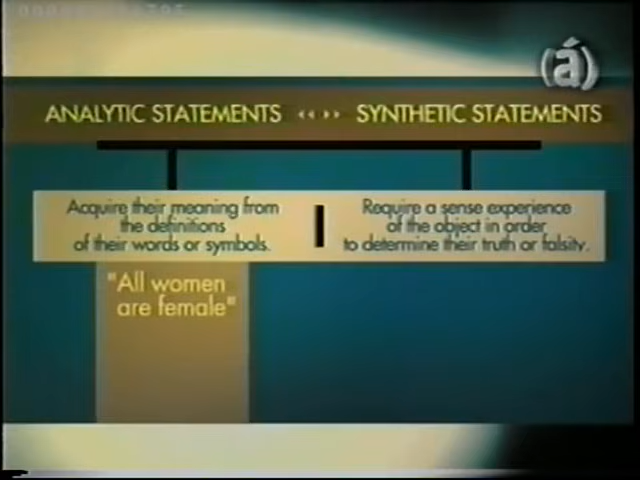 ANALYTIC STATEMENTS ◂◂ ▸▸ SYNTHETIC STATEMENTS
Acquire their meaning from
the definitions
of their words or symbols.
Require a sense experience
of the object in order
to determine their truth or falsity.
"All women
are female"
(á)